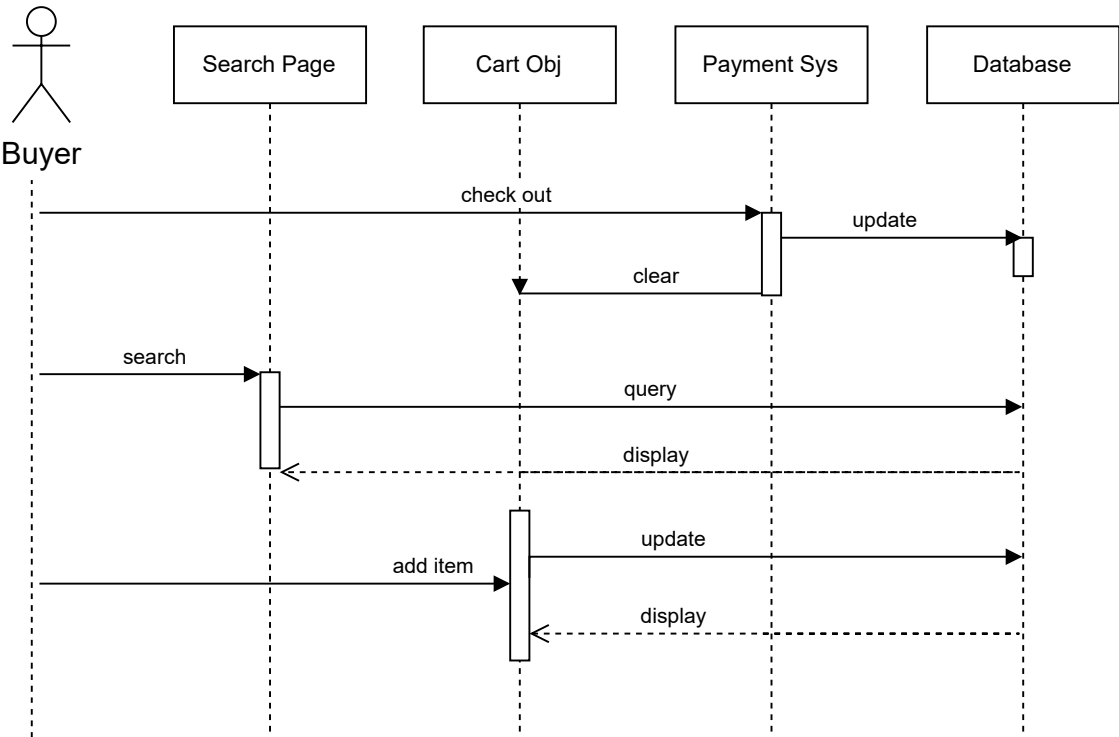 Search Page
Cart Obj
Payment Sys
Database
Buyer
check out
update
clear
search
query
display
update
add item
display